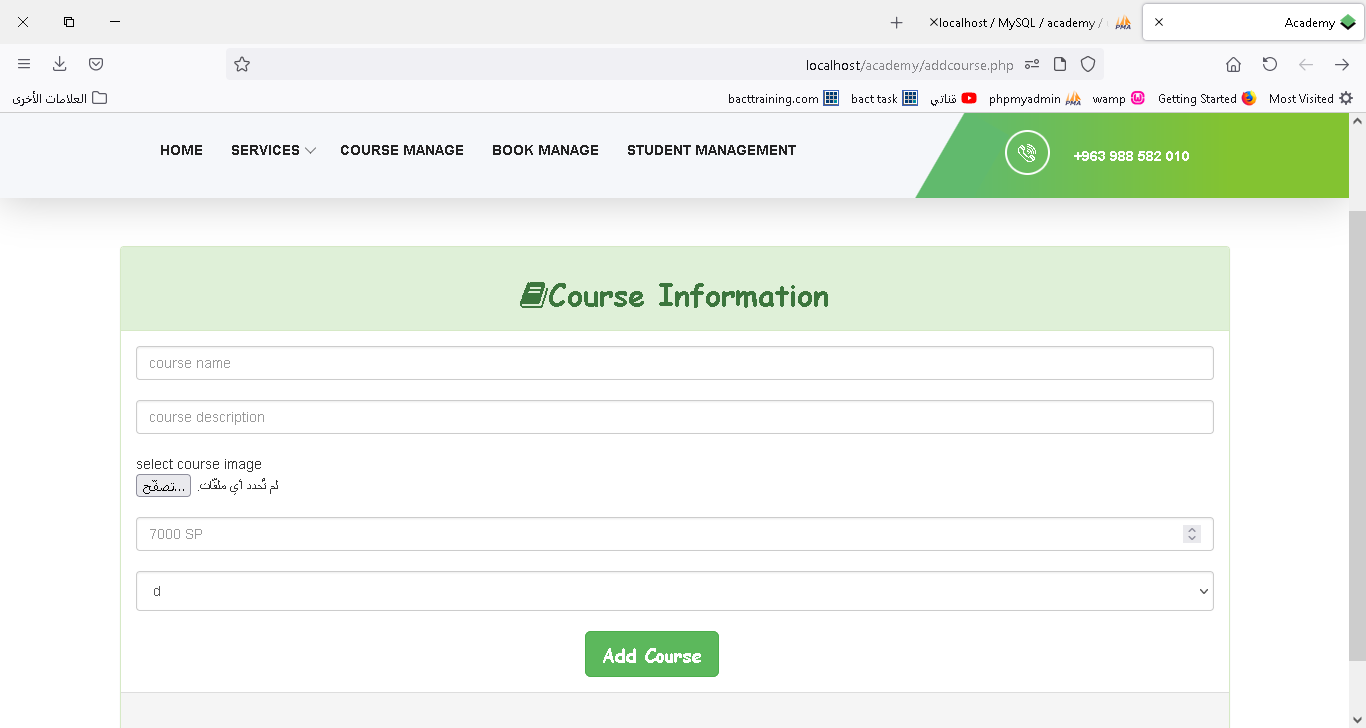 Academy
localhost / MySQL / academy /
localhost/academy/addcourse.php
Most Visited
Getting Started
wamp
phpmyadmin
قناتي
bact task
bacttraining.com
العلامات الأخرى
HOME SERVICES COURSE MANAGE BOOK MANAGE STUDENT MANAGEMENT
+963 988 582 010
Course Information
course name
course description
select course image
تصفّح... لم تُحدد أي ملفّات.
7000 SP
d
Add Course